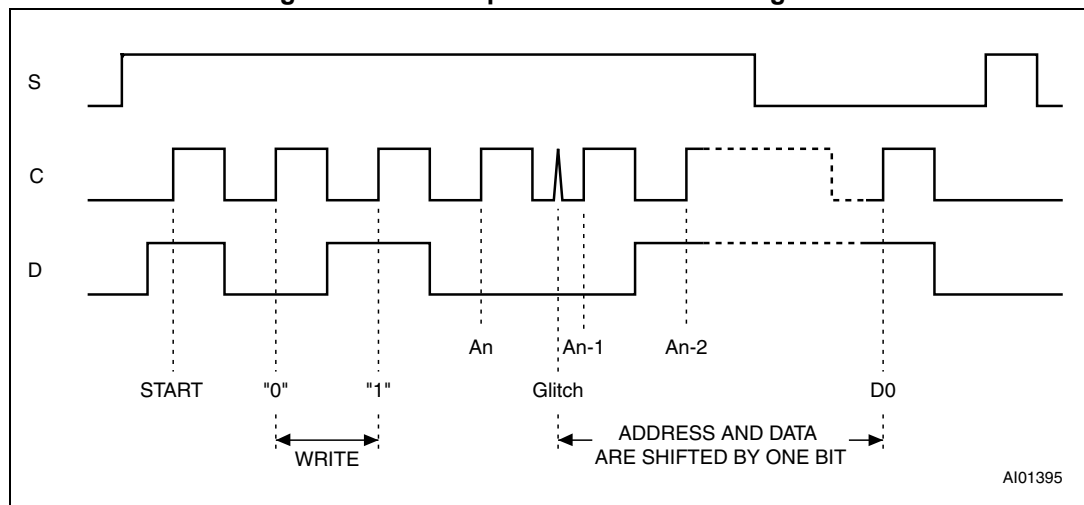 S
C
D
An An-1 An-2
START "0" "1" Glitch D0
WRITE
ADDRESS AND DATA
ARE SHIFTED BY ONE BIT
AI01395